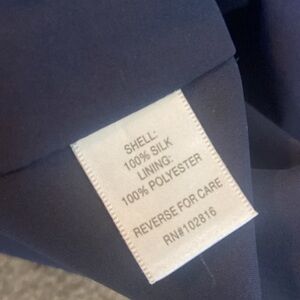 SHELL:
100% SILK
LINING:
100% POLYESTER
REVERSE FOR CARE
RN#102816